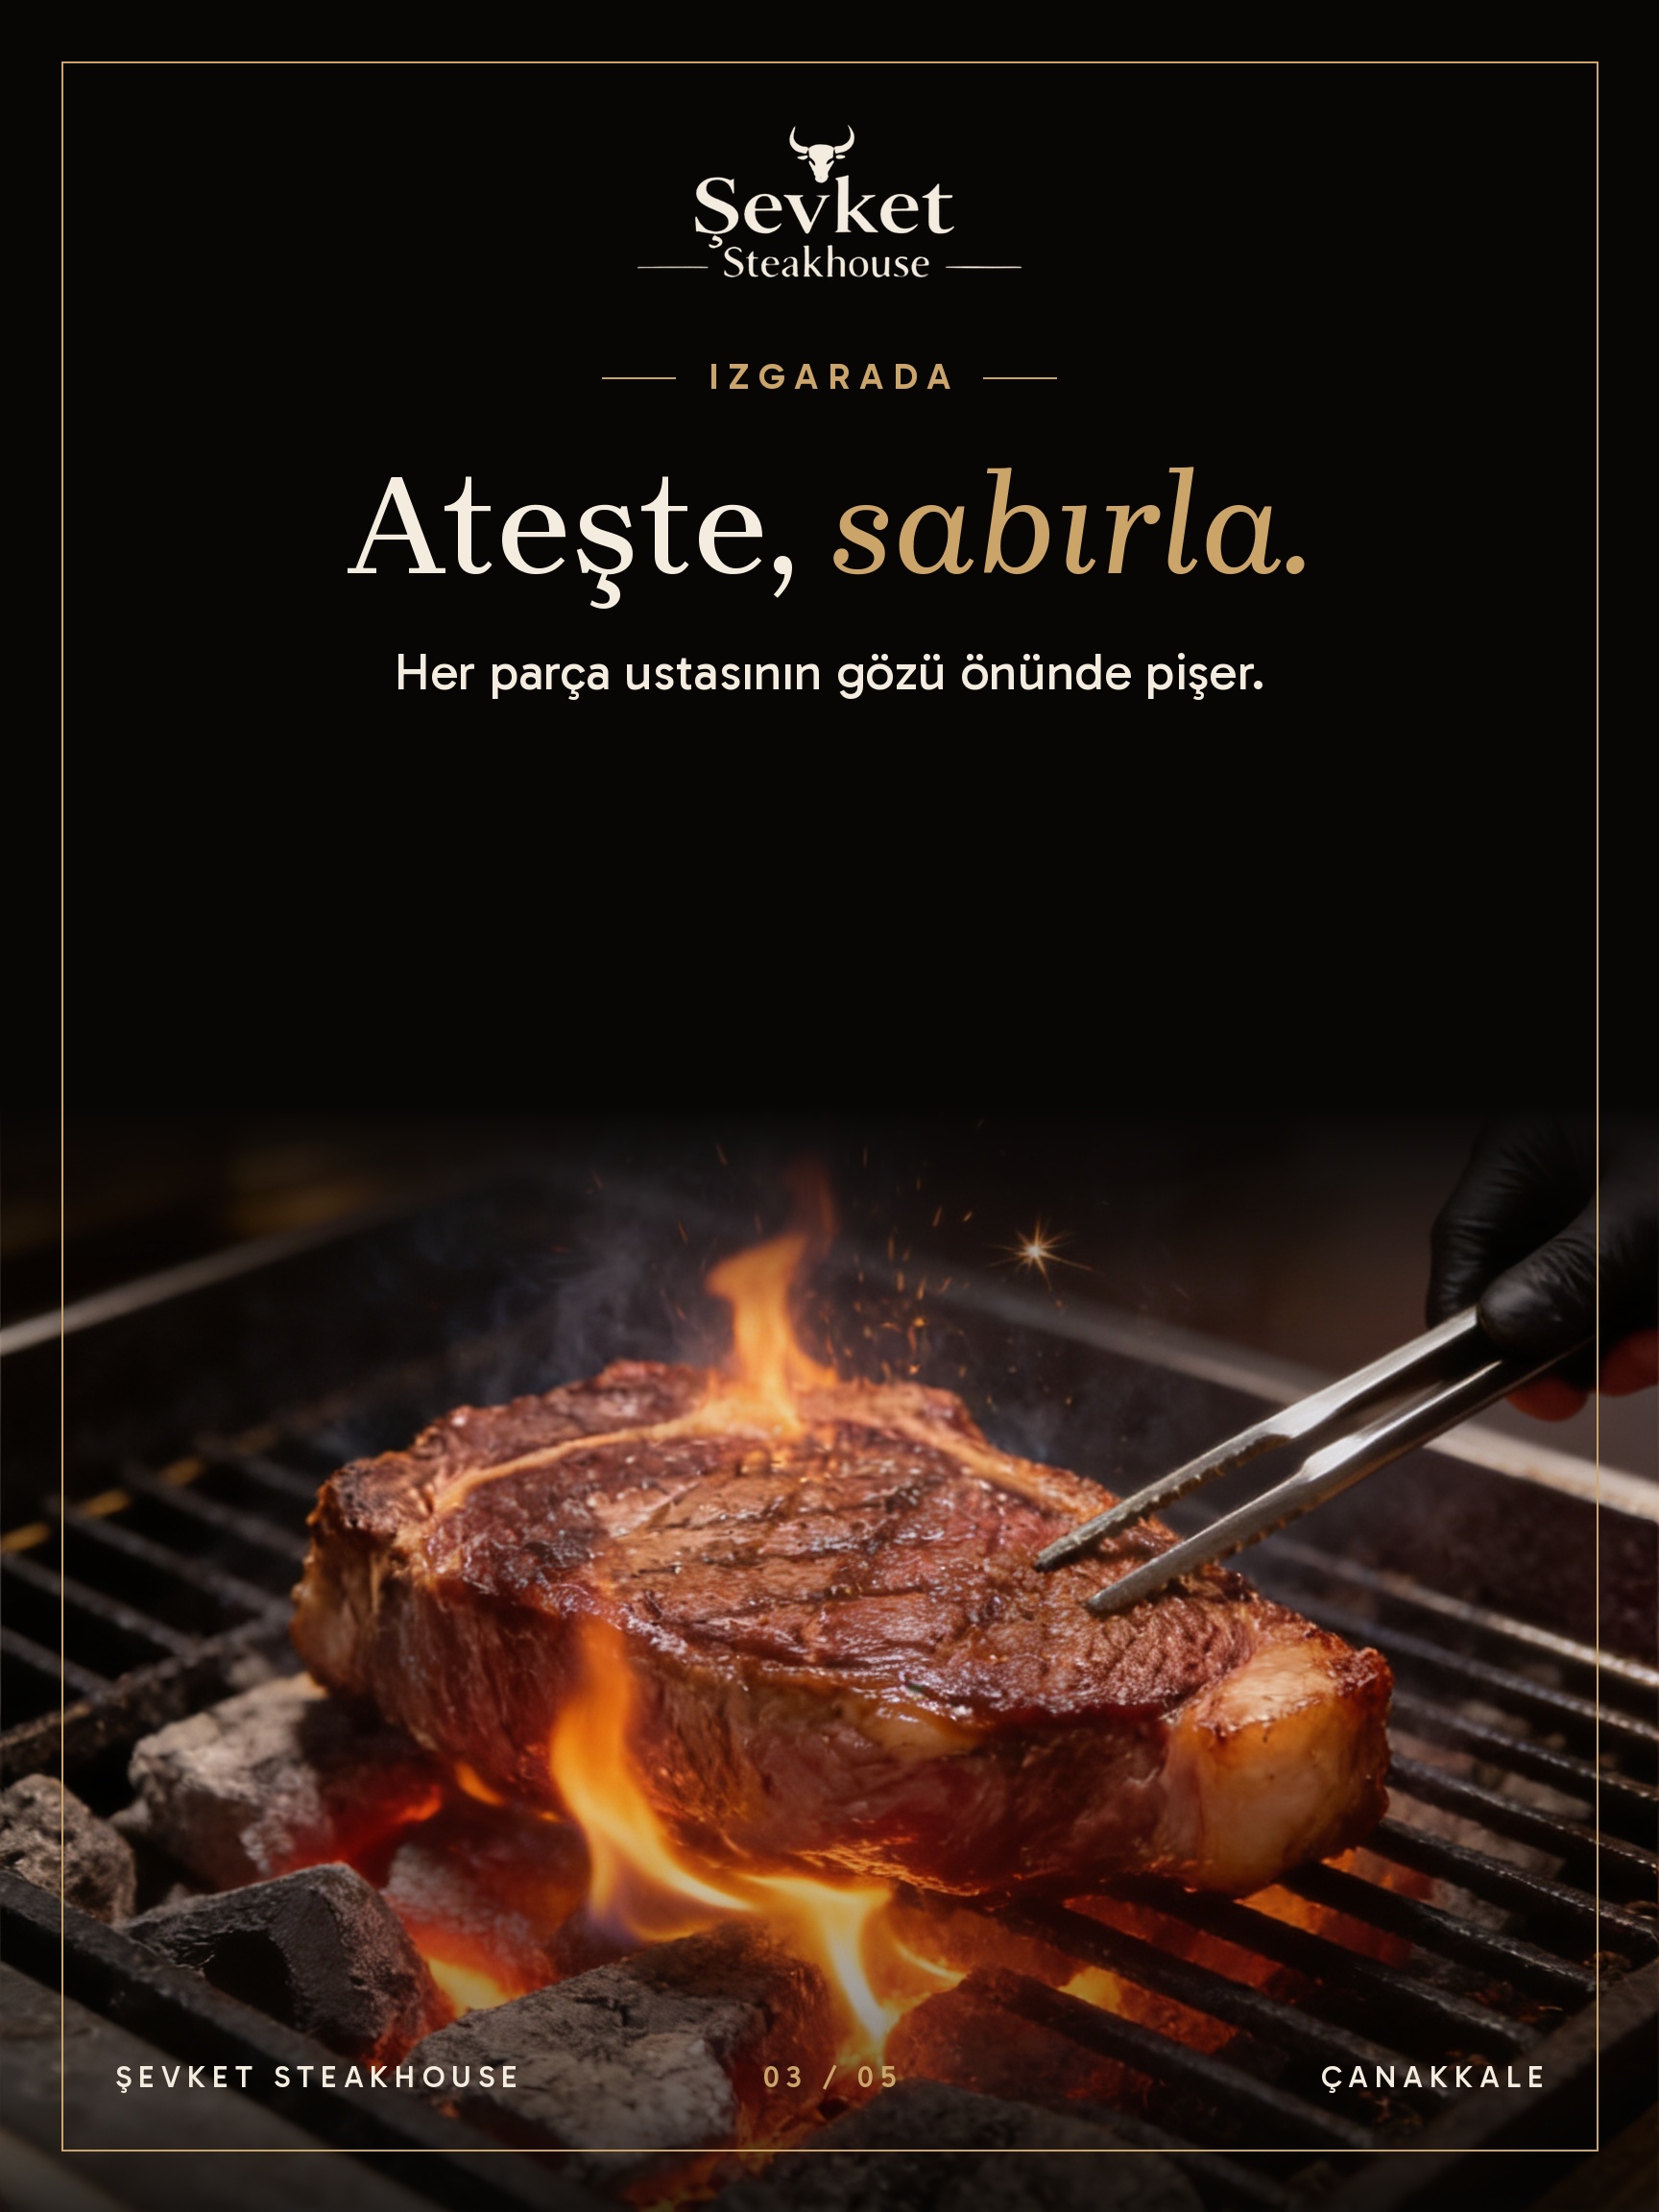 Şevket
Steakhouse
IZGARADA
Ateşte, sabırla.
Her parça ustasının gözü önünde pişer.
ŞEVKET STEAKHOUSE
03 / 05
ÇANAKKALE